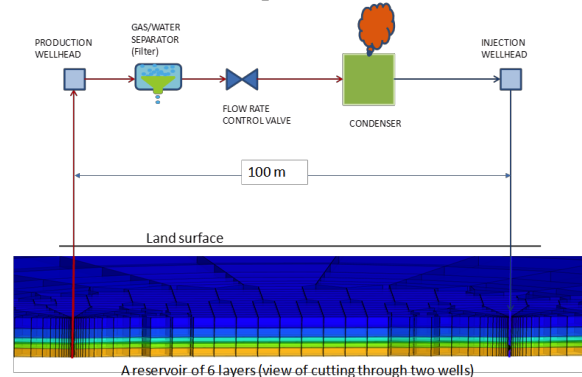 PRODUCTION
WELLHEAD
GAS/WATER
SEPARATOR
(Filter)
FLOW RATE
CONTROL VALVE
CONDENSER
INJECTION
WELLHEAD
100 m
Land surface
A reservoir of 6 layers (view of cutting through two wells)